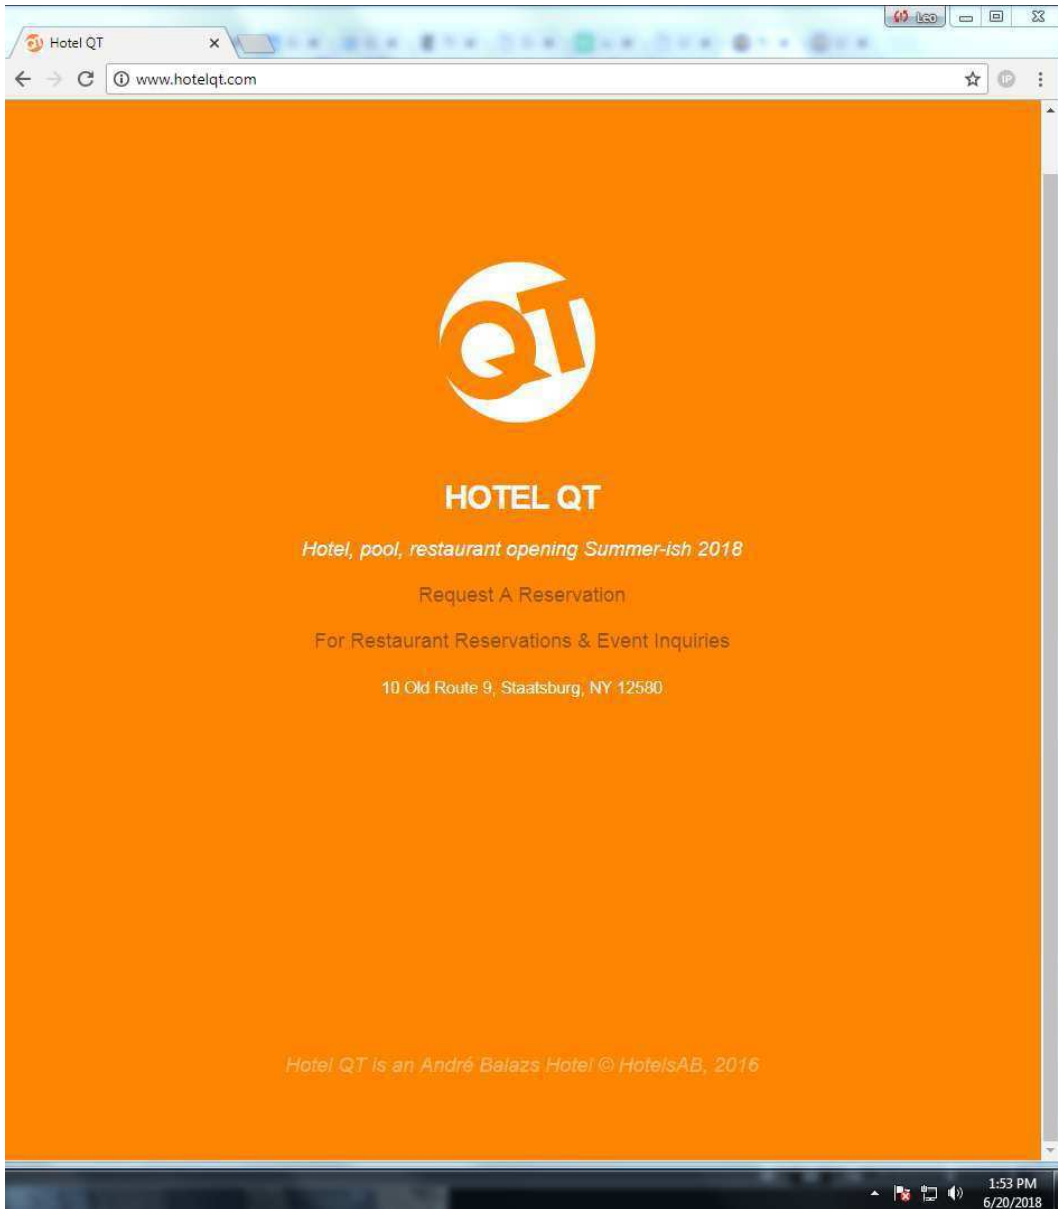 Leo
Hotel QT
www.hotelqt.com
IP
QT
HOTEL QT
Hotel, pool, restaurant opening Summer-ish 2018
Request A Reservation
For Restaurant Reservations & Event Inquiries
10 Old Route 9, Staatsburg, NY 12580
Hotel QT is an André Balazs Hotel © HotelsAB, 2016
1:53 PM
6/20/2018